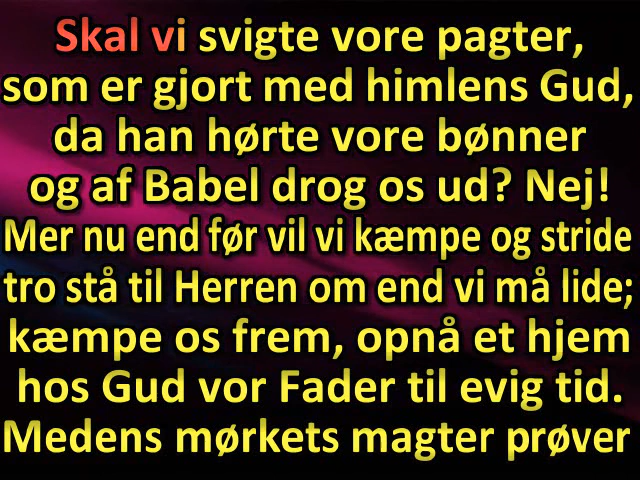 Skal vi svigte vore pagter,
som er gjort med himlens Gud,
da han hørte vore bønner
og af Babel drog os ud? Nej!
Mer nu end før vil vi kæmpe og stride
tro stå til Herren om end vi må lide;
kæmpe os frem, opnå et hjem
hos Gud vor Fader til evig tid.
Medens mørkets magter prøver